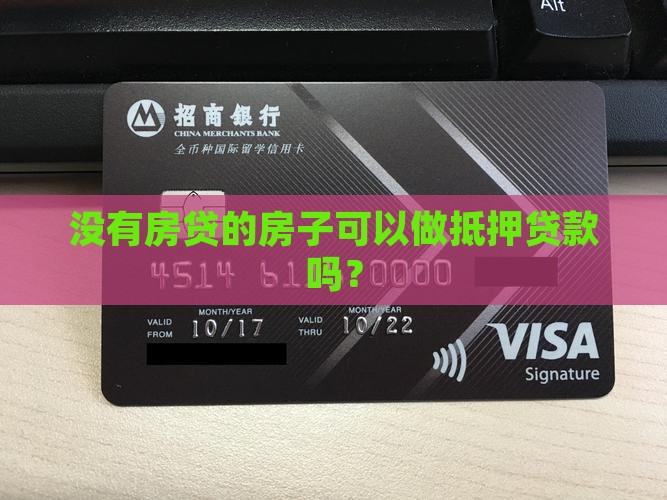 Alt
招商銀行
CHINA MERCHANTS BANK
全币种国际留学信用卡
没有房贷的房子可以做抵押贷款
吗？
4514 0000
MONTH/YEAR MONTH/YEAR
VALID FROM 10/17 VALID THRU 10/22
VISA
Signature